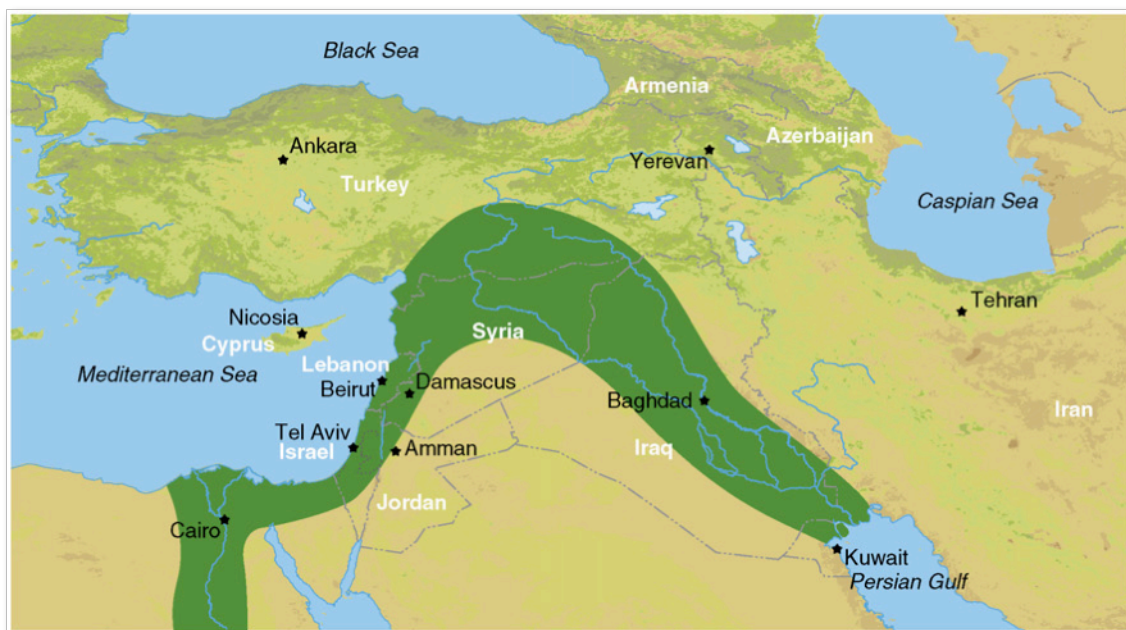 Black Sea
Armenia
Ankara
Azerbaijan
Yerevan
Turkey
Caspian Sea
Tehran
Nicosia
Syria
Cyprus
Lebanon
Mediterranean Sea
Damascus
Beirut
Baghdad
Iran
Tel Aviv
Israel
Amman
Iraq
Jordan
Cairo
Kuwait
Persian Gulf